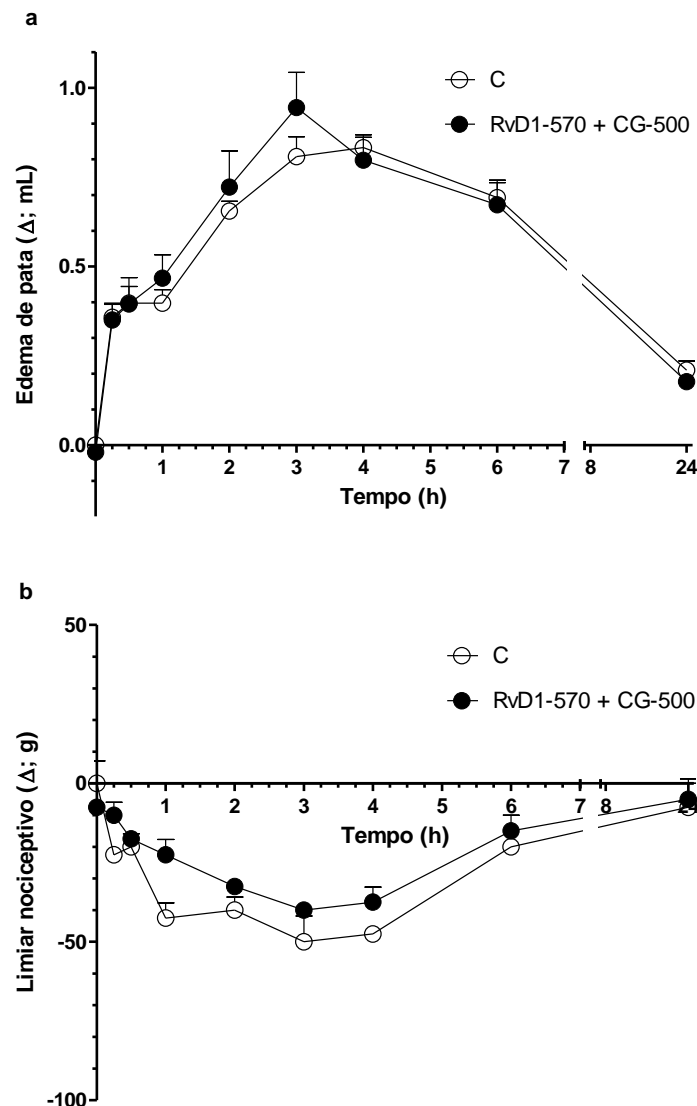 a
Edema de pata (Δ; mL)
1.0
0.5
0.0
C
RvD1-570 + CG-500
1 2 3 4 5 6 7 8 24
Tempo (h)
b
Limiar nociceptivo (Δ; g)
50
0
-50
-100
C
RvD1-570 + CG-500
1 2 3 4 5 6 7 8
Tempo (h)